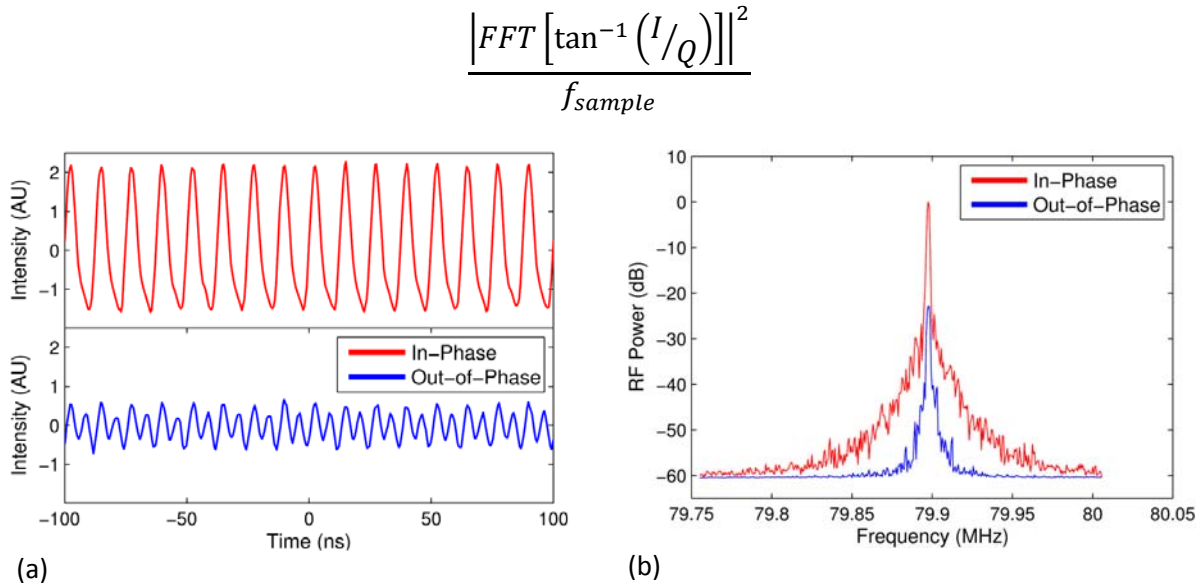 |FFT [tan⁻¹ (I/Q)]|²
f_sample
2
1
0
−1
Intensity (AU)
2
1
0
−1
Intensity (AU)
In−Phase
Out−of−Phase
−100 −50 0 50 100
Time (ns)
(a)
10
0
−10
−20
−30
−40
−50
−60
−70
RF Power (dB)
In−Phase
Out−of−Phase
79.75 79.8 79.85 79.9 79.95 80 80.05
Frequency (MHz)
(b)